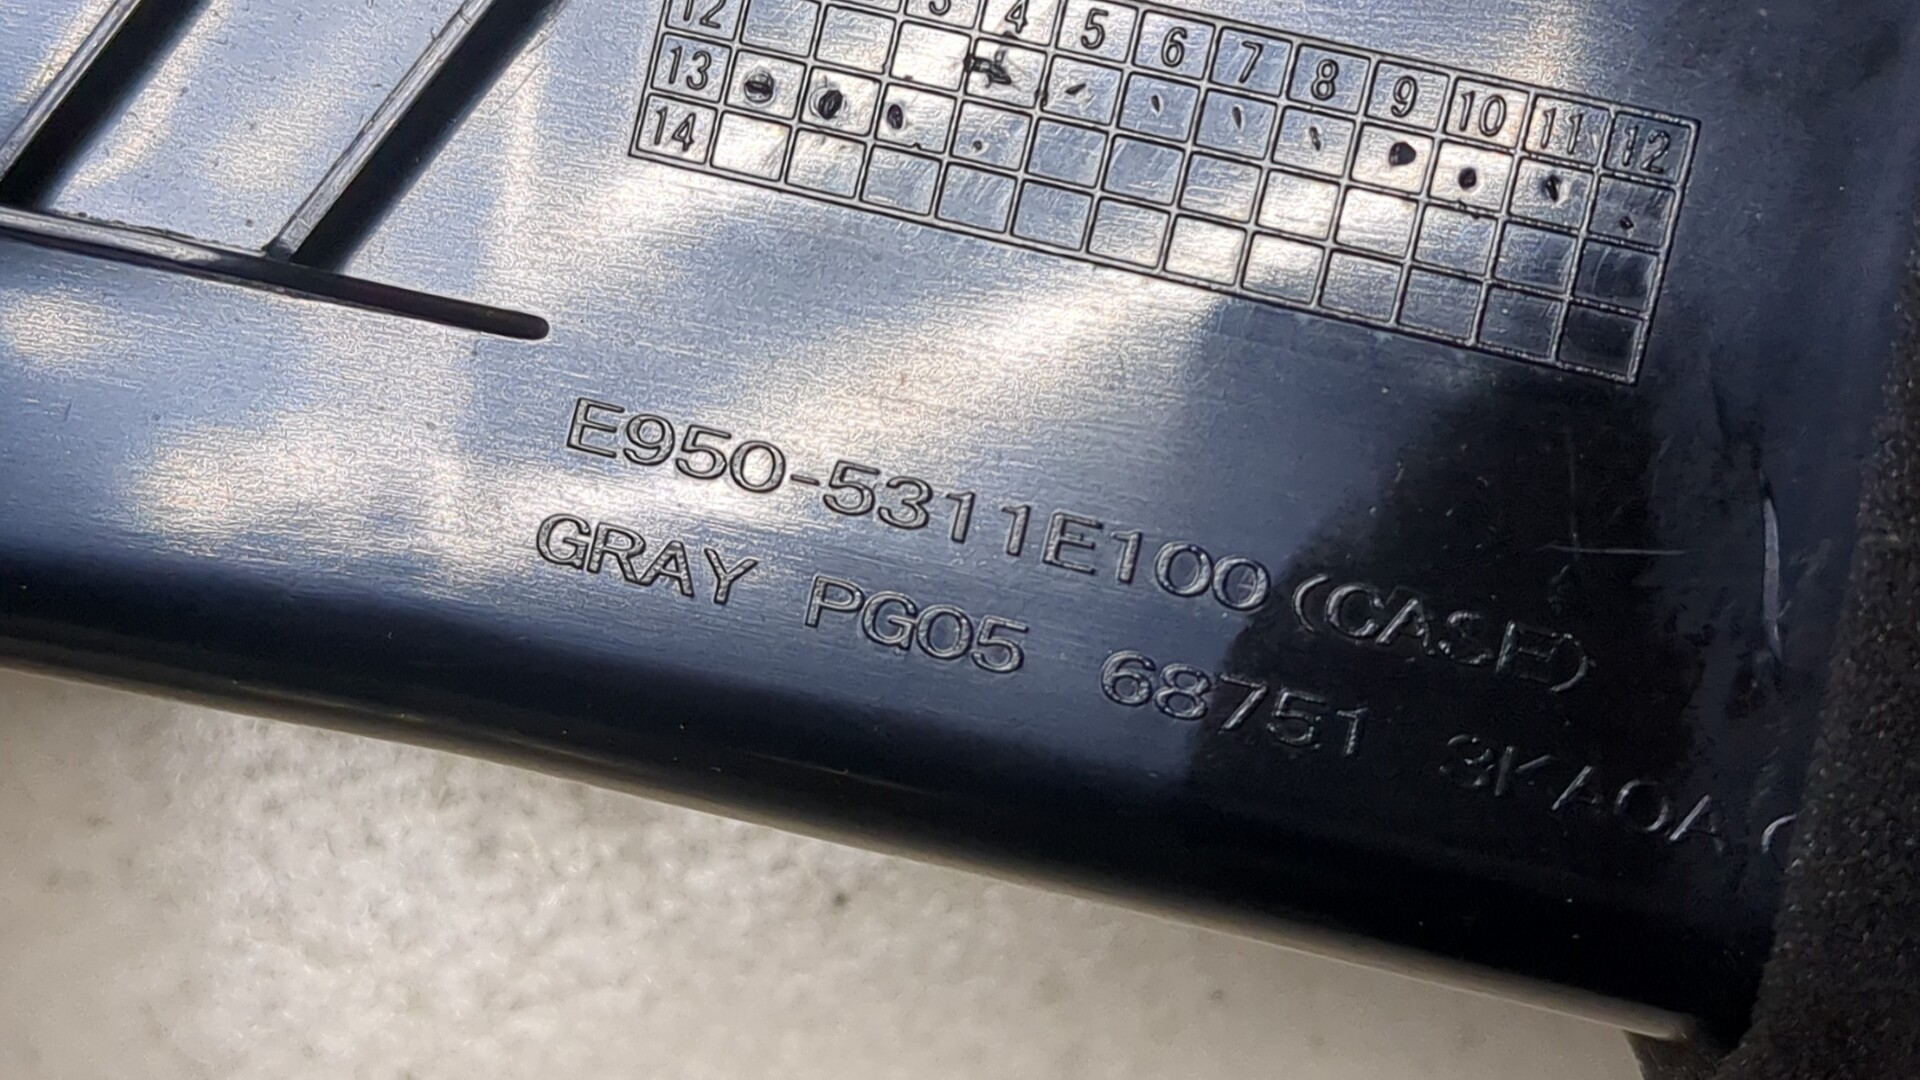 3 4 5 6 7 8 9 10 11 12
12
13
14
E950-5311E100(CASE)
GRAY PG05 68751 3KA0A